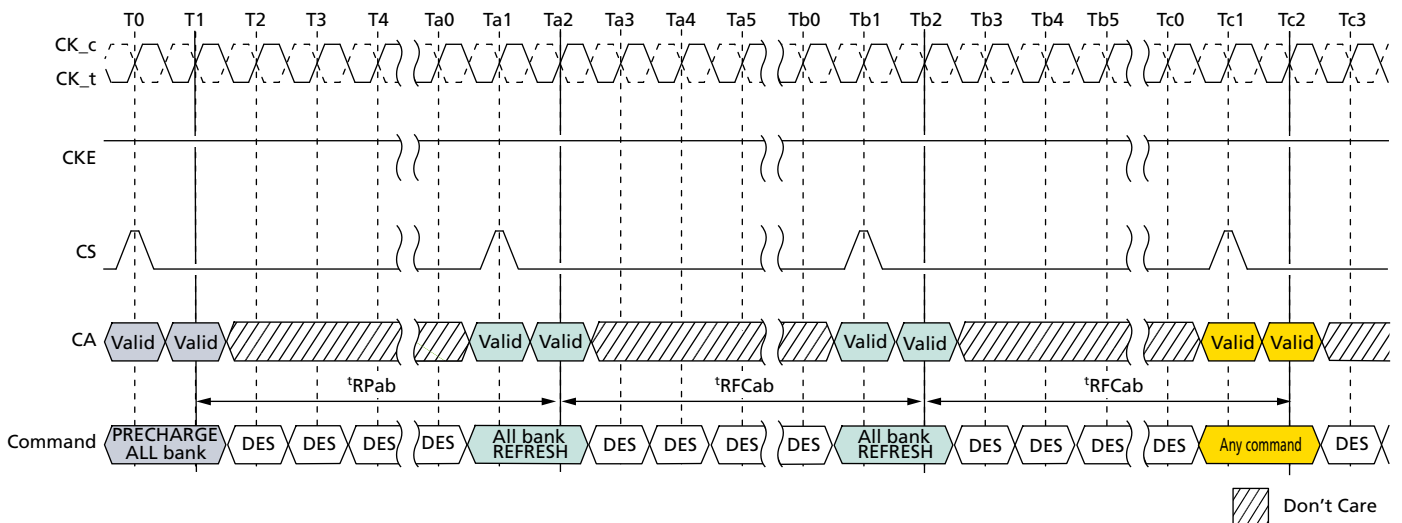 T0 T1 T2 T3 T4 Ta0 Ta1 Ta2 Ta3 Ta4 Ta5 Tb0 Tb1 Tb2 Tb3 Tb4 Tb5 Tc0 Tc1 Tc2 Tc3
CK_c
CK_t
CKE
CS
CA Valid Valid Valid Valid Valid Valid Valid Valid
tRPab tRFCab tRFCab
Command PRECHARGE ALL bank DES DES DES DES All bank REFRESH DES DES DES DES All bank REFRESH DES DES DES DES Any command DES
Don't Care